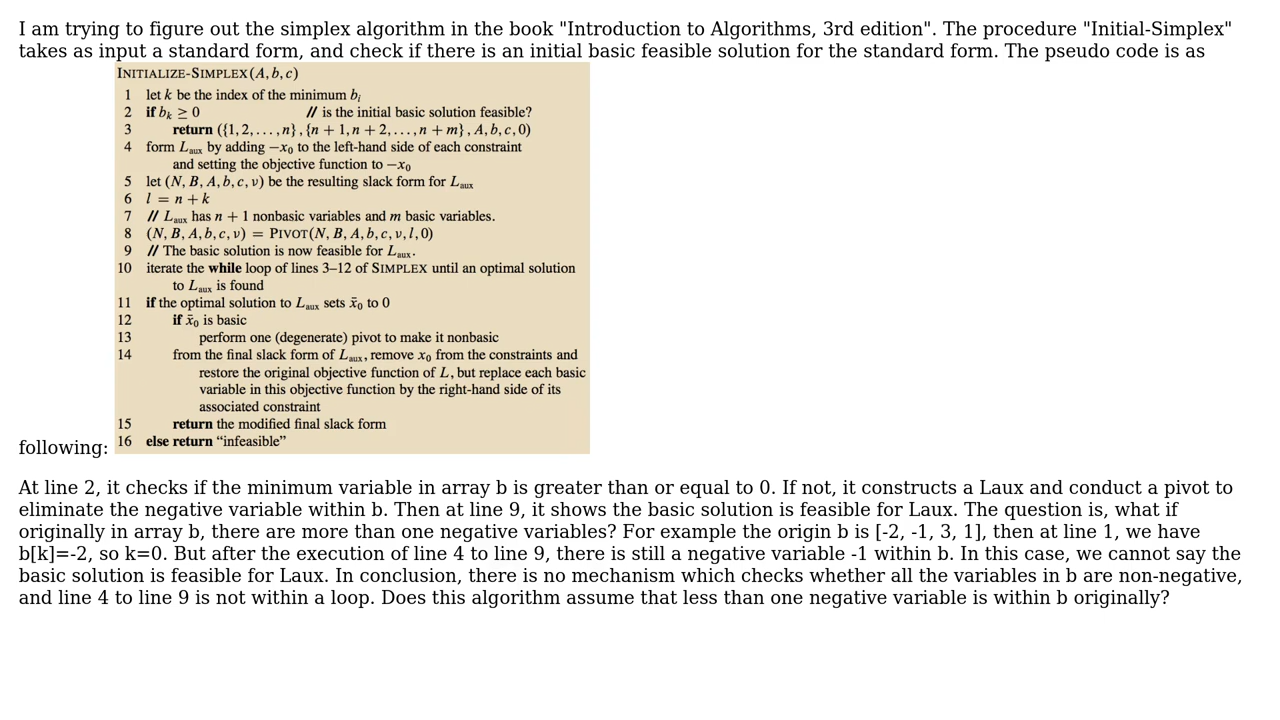 I am trying to figure out the simplex algorithm in the book "Introduction to Algorithms, 3rd edition". The procedure "Initial-Simplex"
takes as input a standard form, and check if there is an initial basic feasible solution for the standard form. The pseudo code is as
INITIALIZE-SIMPLEX(A, b, c)
1 let k be the index of the minimum bᵢ
2 if bₖ ≥ 0 // is the initial basic solution feasible?
3 return ({1, 2, . . . , n} , {n + 1, n + 2, . . . , n + m} , A, b, c, 0)
4 form Lₐᵤₓ by adding −x₀ to the left-hand side of each constraint
and setting the objective function to −x₀
5 let (N, B, A, b, c, ν) be the resulting slack form for Lₐᵤₓ
6 l = n + k
7 // Lₐᵤₓ has n + 1 nonbasic variables and m basic variables.
8 (N, B, A, b, c, ν) = PIVOT(N, B, A, b, c, ν, l, 0)
9 // The basic solution is now feasible for Lₐᵤₓ.
10 iterate the while loop of lines 3–12 of SIMPLEX until an optimal solution
to Lₐᵤₓ is found
11 if the optimal solution to Lₐᵤₓ sets x̄₀ to 0
12 if x̄₀ is basic
13 perform one (degenerate) pivot to make it nonbasic
14 from the final slack form of Lₐᵤₓ, remove x₀ from the constraints and
restore the original objective function of L, but replace each basic
variable in this objective function by the right-hand side of its
associated constraint
15 return the modified final slack form
16 else return “infeasible”
following:
At line 2, it checks if the minimum variable in array b is greater than or equal to 0. If not, it constructs a Laux and conduct a pivot to
eliminate the negative variable within b. Then at line 9, it shows the basic solution is feasible for Laux. The question is, what if
originally in array b, there are more than one negative variables? For example the origin b is [-2, -1, 3, 1], then at line 1, we have
b[k]=-2, so k=0. But after the execution of line 4 to line 9, there is still a negative variable -1 within b. In this case, we cannot say the
basic solution is feasible for Laux. In conclusion, there is no mechanism which checks whether all the variables in b are non-negative,
and line 4 to line 9 is not within a loop. Does this algorithm assume that less than one negative variable is within b originally?